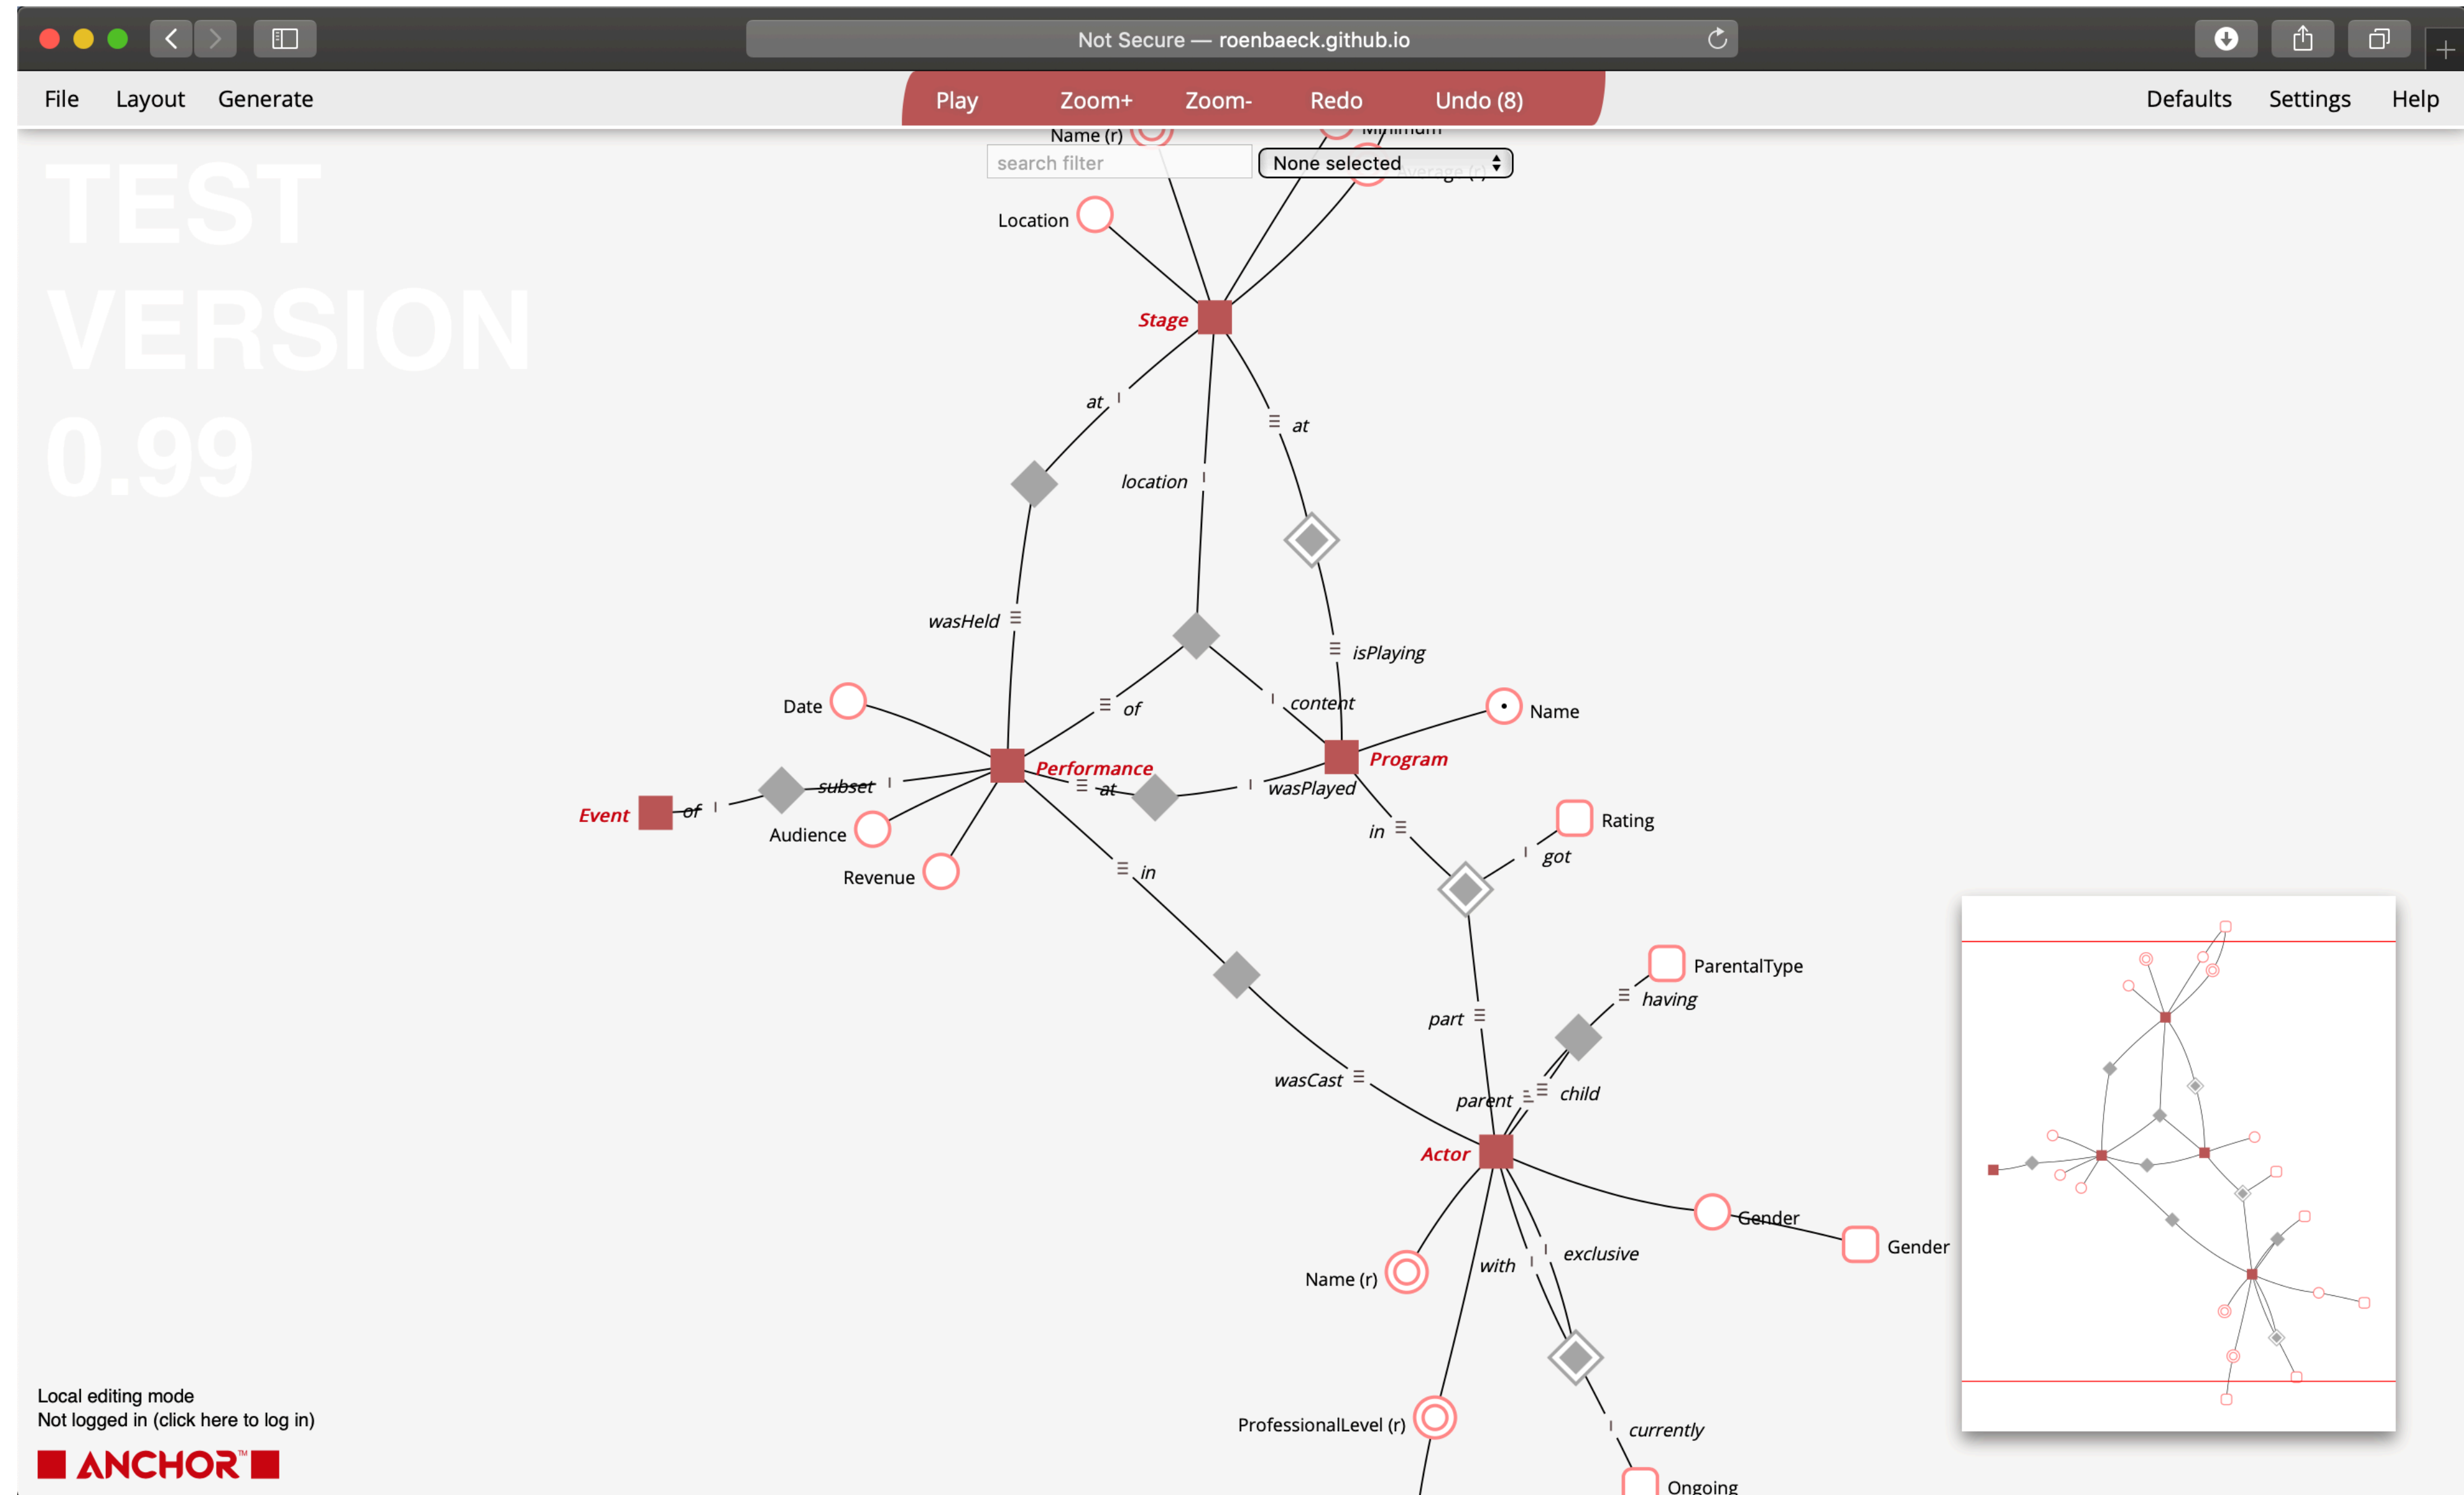 Not Secure — roenbaeck.github.io
File Layout Generate Play Zoom+ Zoom- Redo Undo (8) Defaults Settings Help
TEST
VERSION
0.99
Name (r)
Minimum
search filter
None selected
Average (r)
Location
Stage
at
at
location
wasHeld
isPlaying
Date
of
content
Name
Performance
Program
subset
at
wasPlayed
Event
of
Audience
in
Rating
got
Revenue
in
ParentalType
having
part
wasCast
parent
child
Actor
Gender
Gender
exclusive
with
Name (r)
ProfessionalLevel (r)
currently
Ongoing
Local editing mode
Not logged in (click here to log in)
ANCHOR™